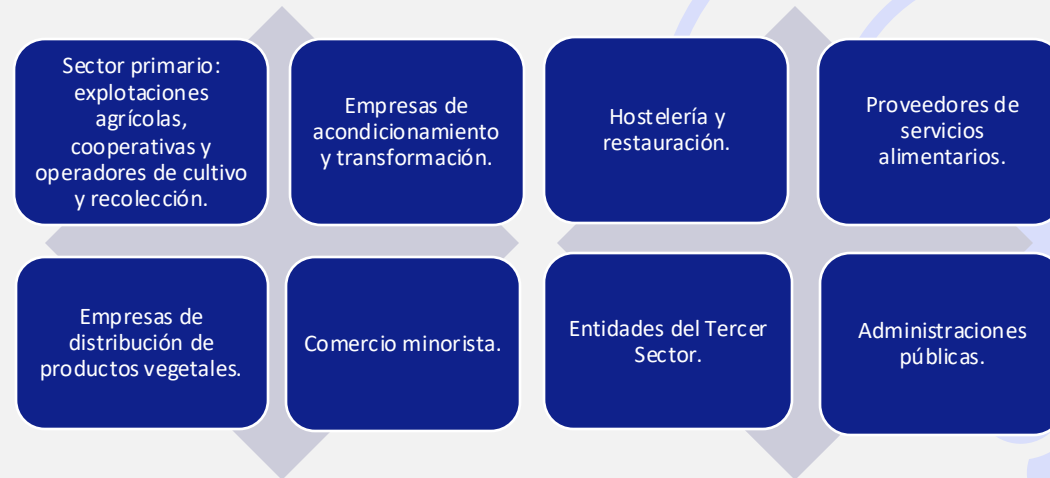 Sector primario:
explotaciones
agrícolas,
cooperativas y
operadores de cultivo
y recolección.
Empresas de
acondicionamiento
y transformación.
Hostelería y
restauración.
Proveedores de
servicios
alimentarios.
Empresas de
distribución de
productos vegetales.
Comercio minorista.
Entidades del Tercer
Sector.
Administraciones
públicas.